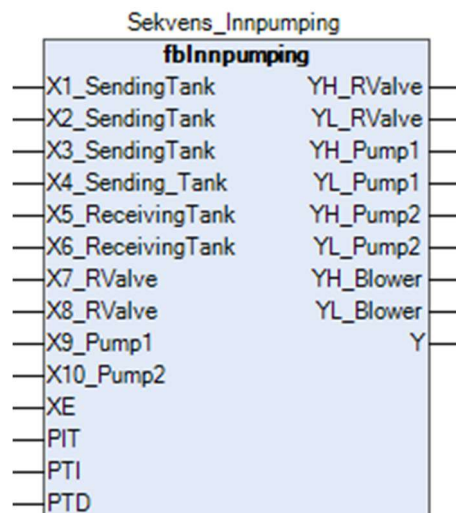 Sekvens_Innpumping
fbInnpumping
X1_SendingTank YH_RValve
X2_SendingTank YL_RValve
X3_SendingTank YH_Pump1
X4_Sending_Tank YL_Pump1
X5_ReceivingTank YH_Pump2
X6_ReceivingTank YL_Pump2
X7_RValve YH_Blower
X8_RValve YL_Blower
X9_Pump1 Y
X10_Pump2
XE
PIT
PTI
PTD